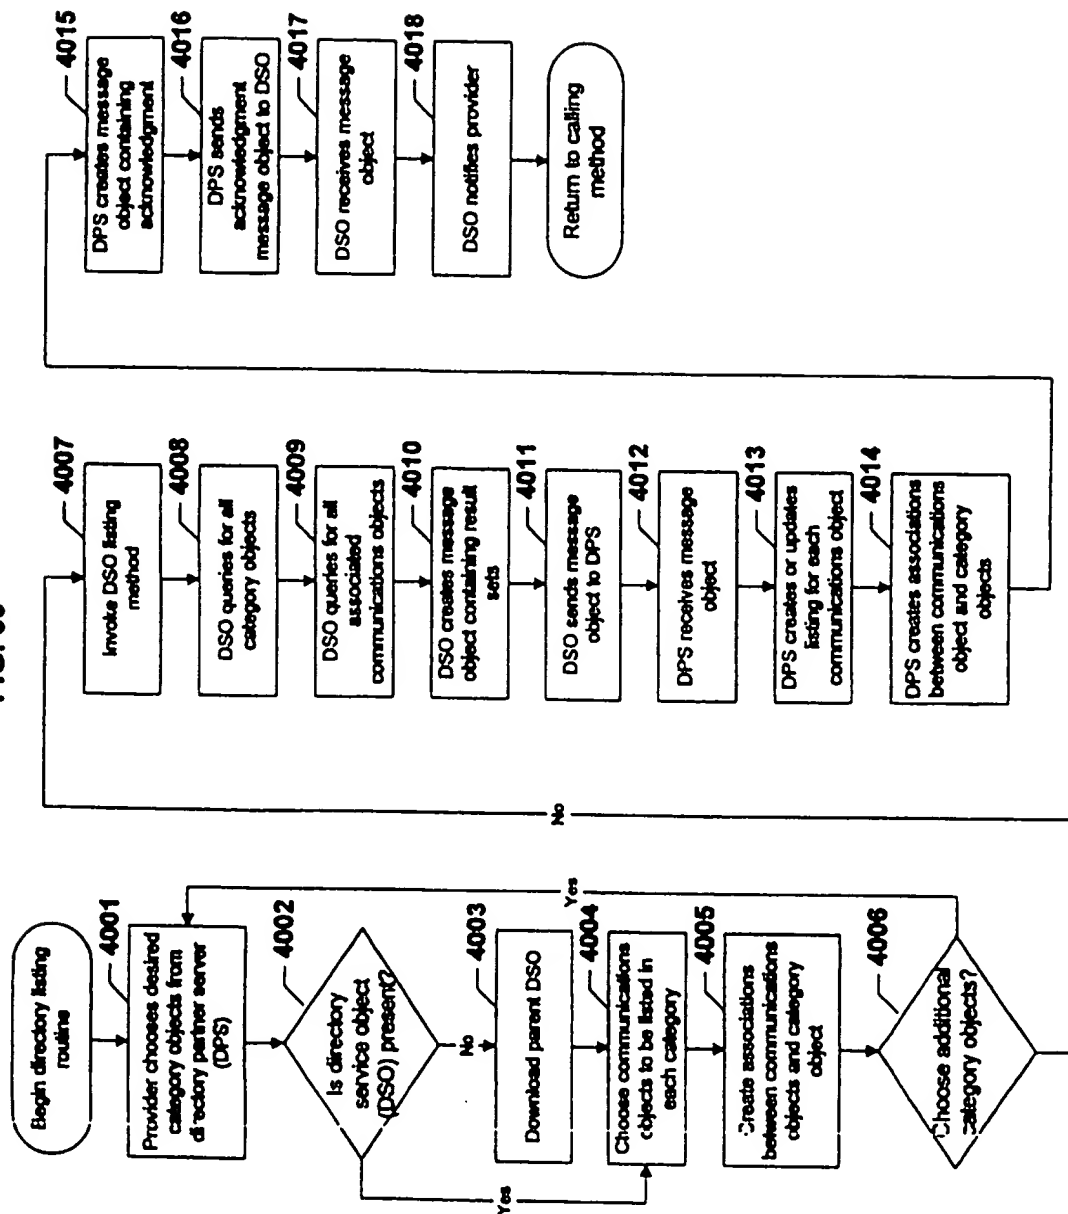 Begin directory listing
routine
4001
Provider chooses desired
category objects from
directory partner server
(DPS)
4002
Is directory
service object
(DSO) present?
No
Yes
4003
Download parent DSO
4004
Choose communications
objects to be listed in
each category
4005
Create associations
between communications
objects and category
object
4006
Choose additional
category objects?
Yes
No
4007
Invoke DSO listing
method
4008
DSO queries for all
category objects
4009
DSO queries for all
associated
communications objects
4010
DSO creates message
object containing result
sets
4011
DSO sends message
object to DPS
4012
DPS receives message
object
4013
DPS creates or updates
listing for each
communications object
4014
DPS creates associations
between communications
object and category
objects
4015
DPS creates message
object containing
acknowledgment
4016
DPS sends
acknowledgment
message object to DSO
4017
DSO receives message
object
4018
DSO notifies provider
Return to calling
method